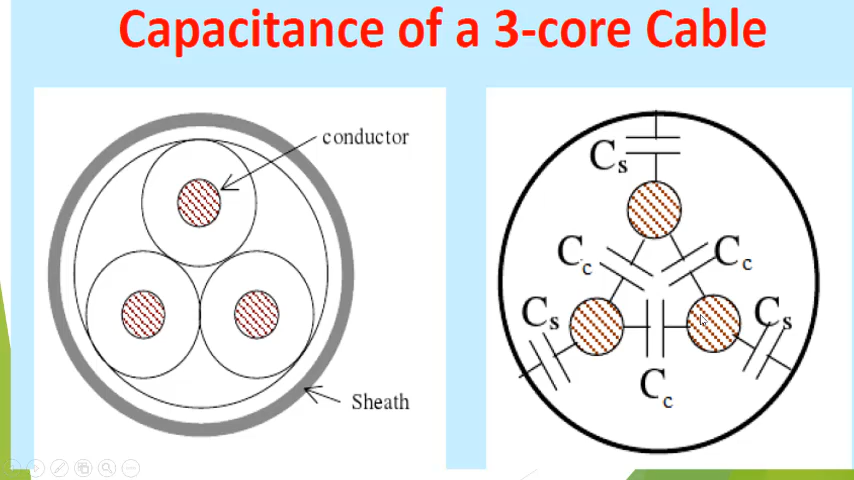 Capacitance of a 3-core Cable
conductor
Sheath
Cs
Cc
Cc
Cs
Cs
Cc